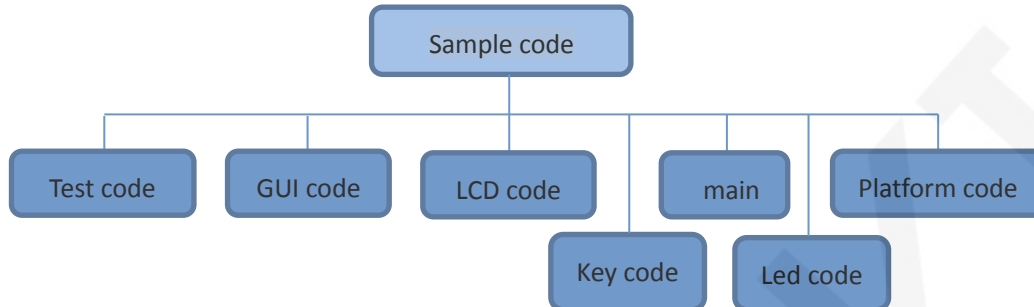 Sample code
Test code
GUI code
LCD code
main
Platform code
Key code
Led code